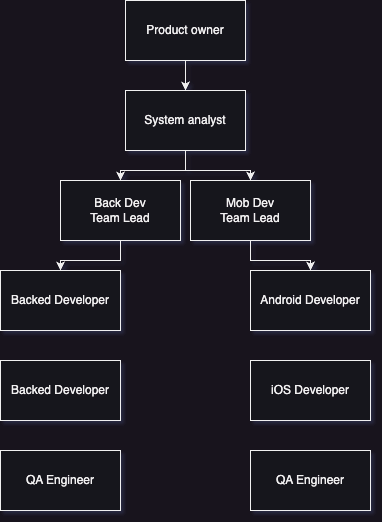 Product owner
System analyst
Back Dev
Team Lead
Mob Dev
Team Lead
Backed Developer
Android Developer
Backed Developer
iOS Developer
QA Engineer
QA Engineer